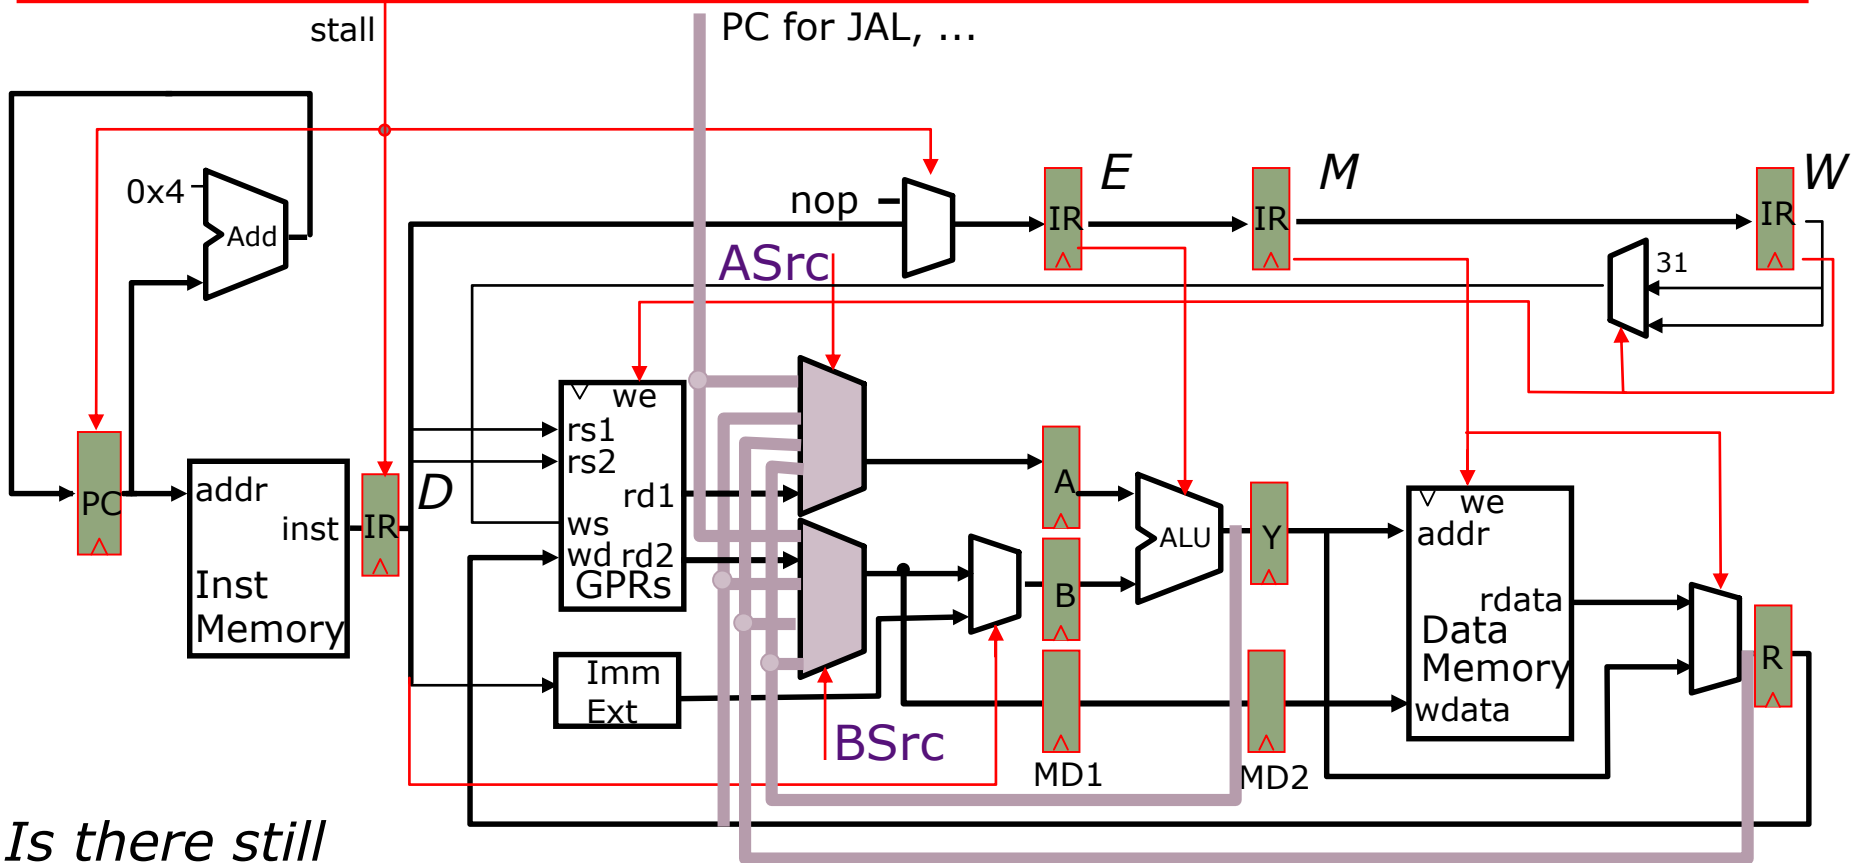 stall
PC for JAL, ...
0x4
Add
nop
E
M
W
IR
IR
IR
ASrc
31
we
rs1
rs2
rd1
ws
wd rd2
GPRs
PC
addr
inst
Inst
Memory
IR
D
A
B
ALU
Y
we
addr
rdata
Data
Memory
wdata
R
Imm
Ext
BSrc
MD1
MD2
Is there still